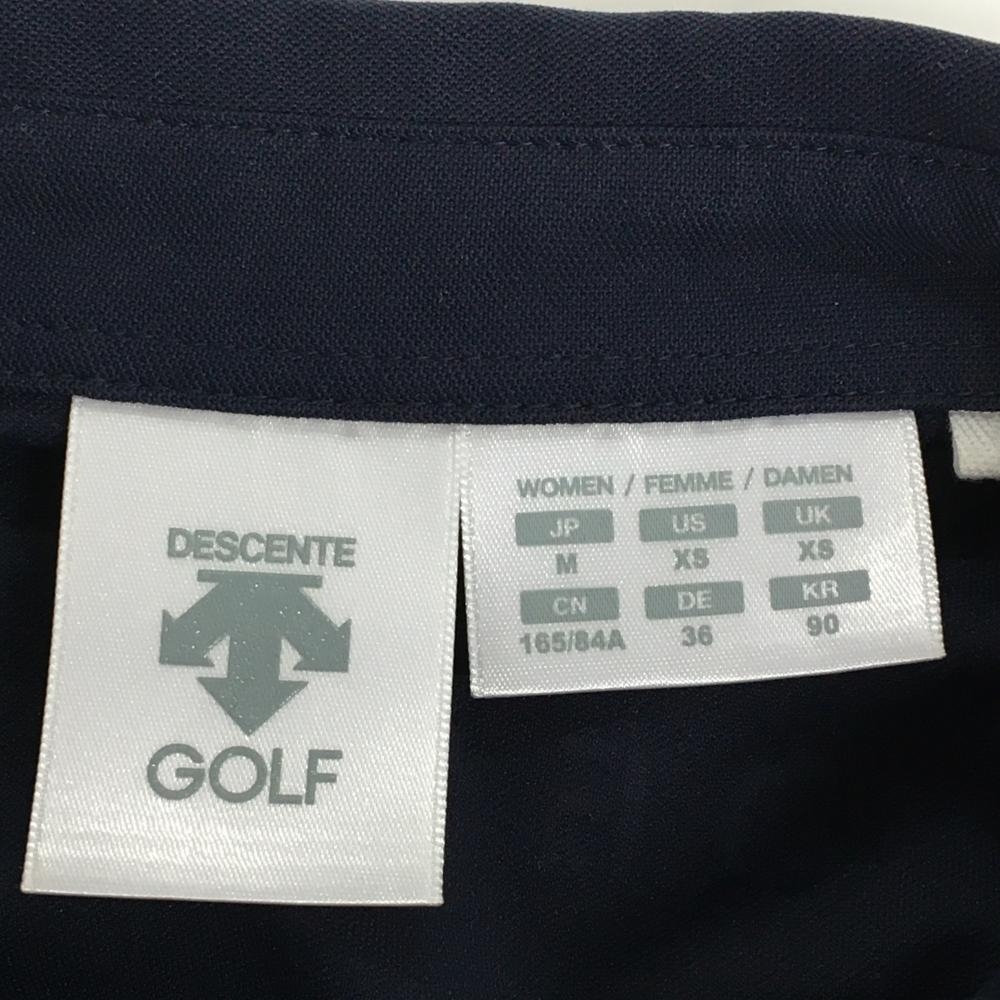 DESCENTE
GOLF
WOMEN / FEMME / DAMEN
JP US UK
M XS XS
CN DE KR
165/84A 36 90